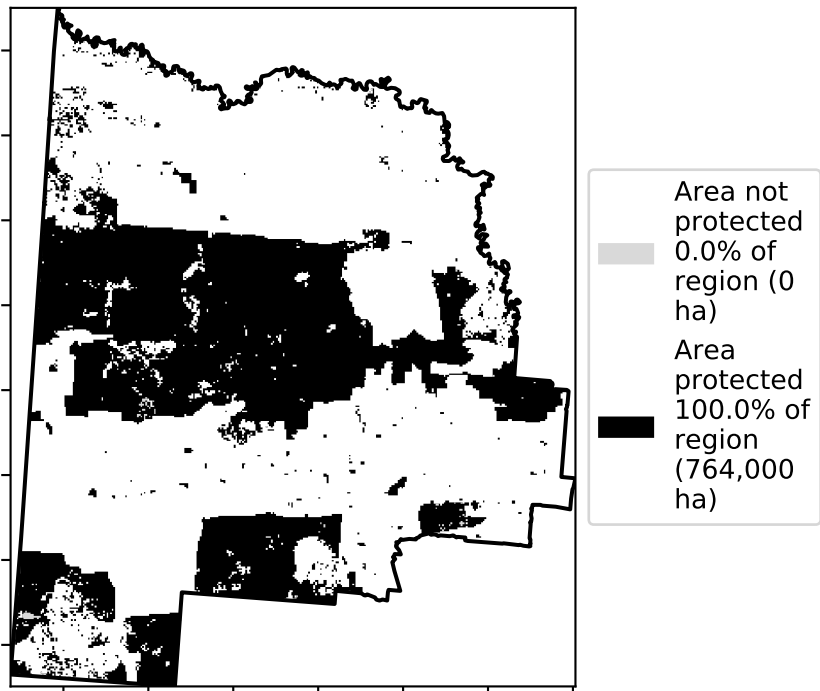 Area not
protected
0.0% of
region (0
ha)
Area
protected
100.0% of
region
(764,000
ha)